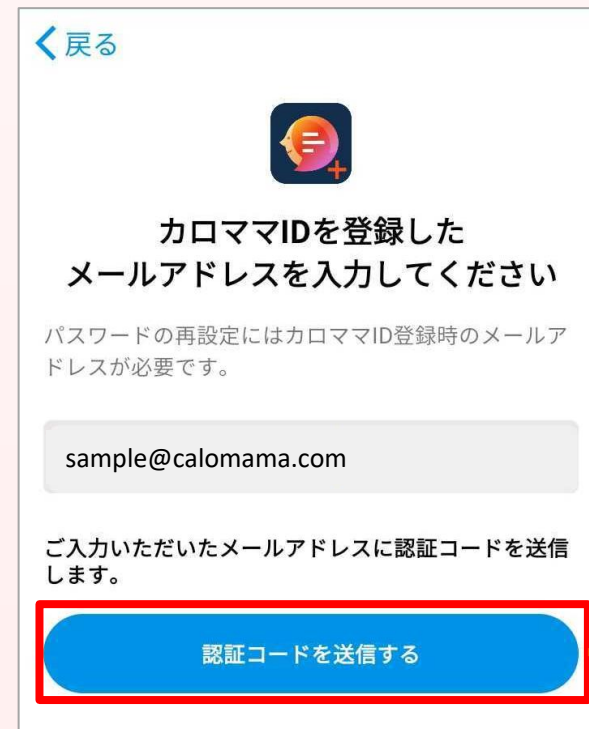 戻る
カロママIDを登録した
メールアドレスを入力してください
パスワードの再設定にはカロママID登録時のメールア
ドレスが必要です。
sample@calomama.com
ご入力いただいたメールアドレスに認証コードを送信
します。
認証コードを送信する